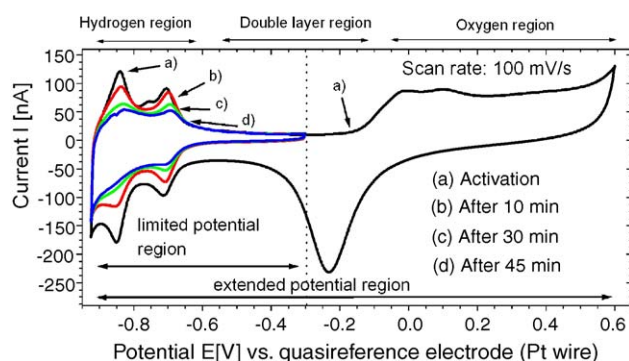 Hydrogen region Double layer region Oxygen region
150
100
50
0
-50
-100
-150
-200
-250
Current I [nA]
a)
b)
c)
d)
a)
Scan rate: 100 mV/s
(a) Activation
(b) After 10 min
(c) After 30 min
(d) After 45 min
limited potential
region
extended potential region
-0.8 -0.6 -0.4 -0.2 0.0 0.2 0.4 0.6
Potential E[V] vs. quasireference electrode (Pt wire)